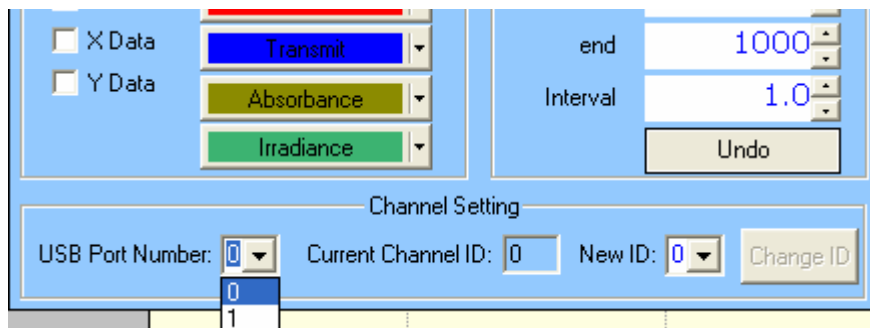 X Data
Transmit
end
1000
Y Data
Absorbance
Interval
1.0
Irradiance
Undo
Channel Setting
USB Port Number: 0 Current Channel ID: 0 New ID: 0 Change ID
0
1